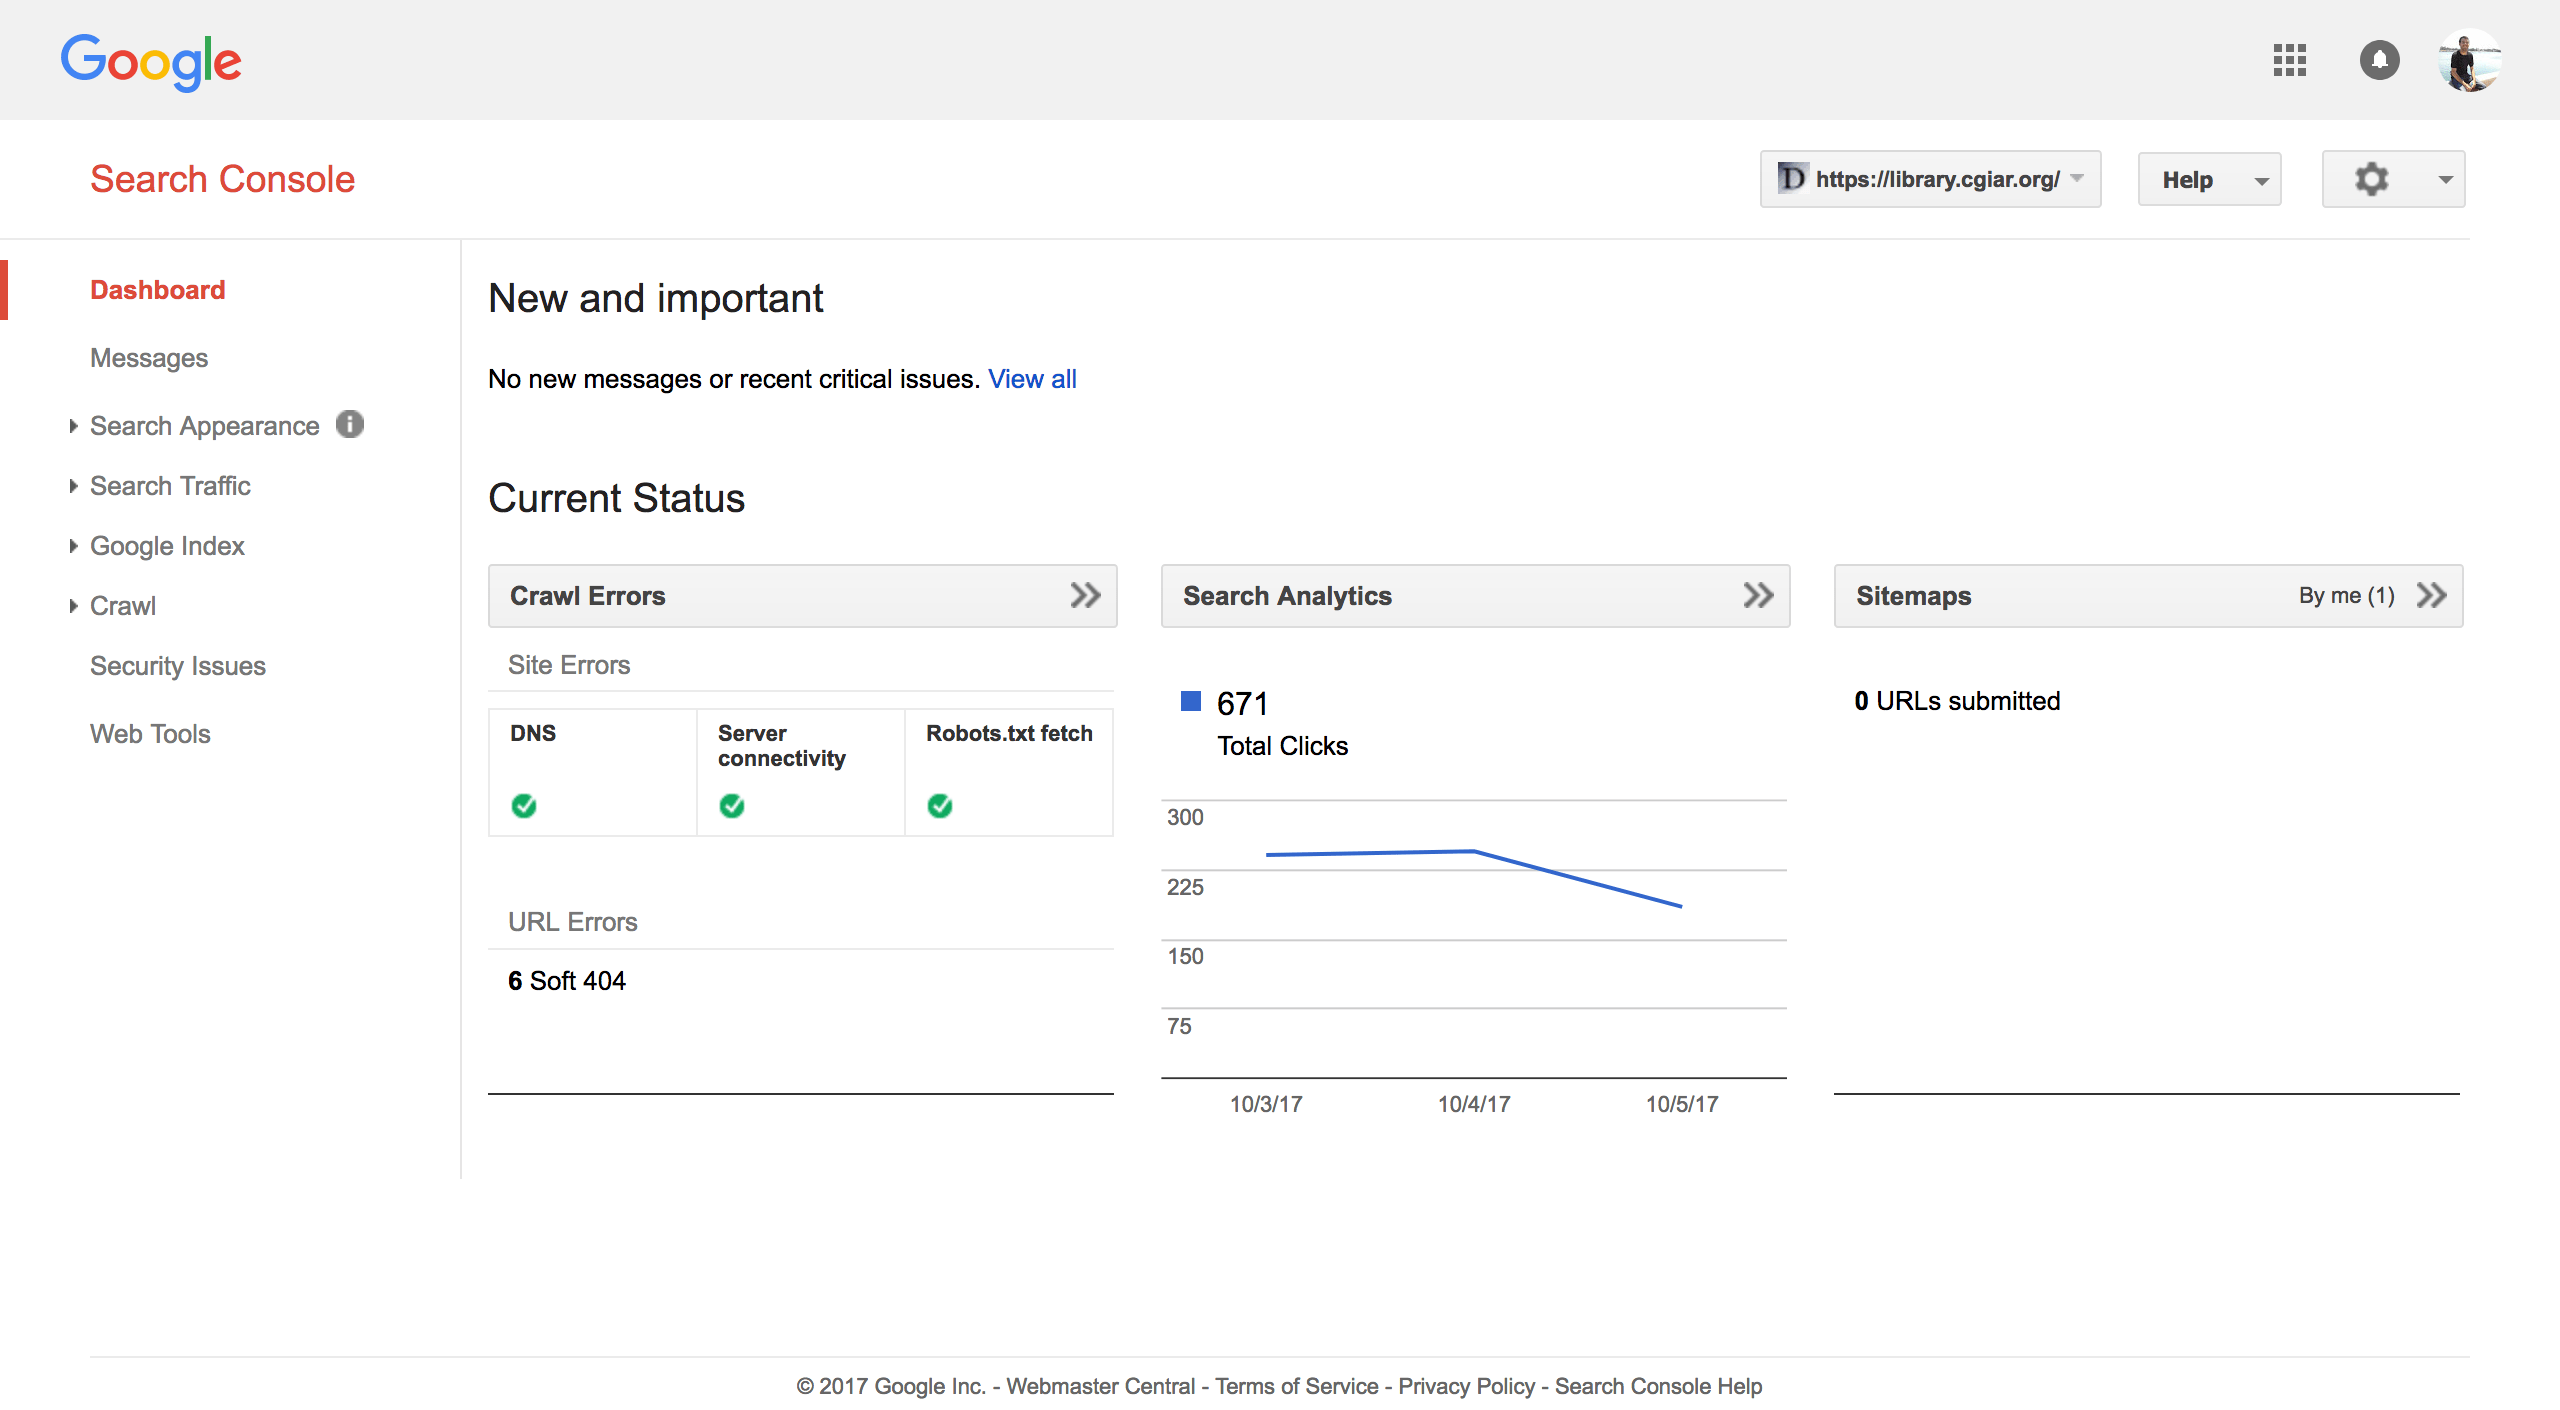 Google
Search Console
https://library.cgiar.org/
Help
Dashboard
Messages
Search Appearance
Search Traffic
Google Index
Crawl
Security Issues
Web Tools
New and important
No new messages or recent critical issues. View all
Current Status
Crawl Errors
Site Errors
DNS
Server
connectivity
Robots.txt fetch
URL Errors
6 Soft 404
Search Analytics
671
Total Clicks
300
225
150
75
10/3/17
10/4/17
10/5/17
Sitemaps
By me (1)
0 URLs submitted
© 2017 Google Inc. - Webmaster Central - Terms of Service - Privacy Policy - Search Console Help